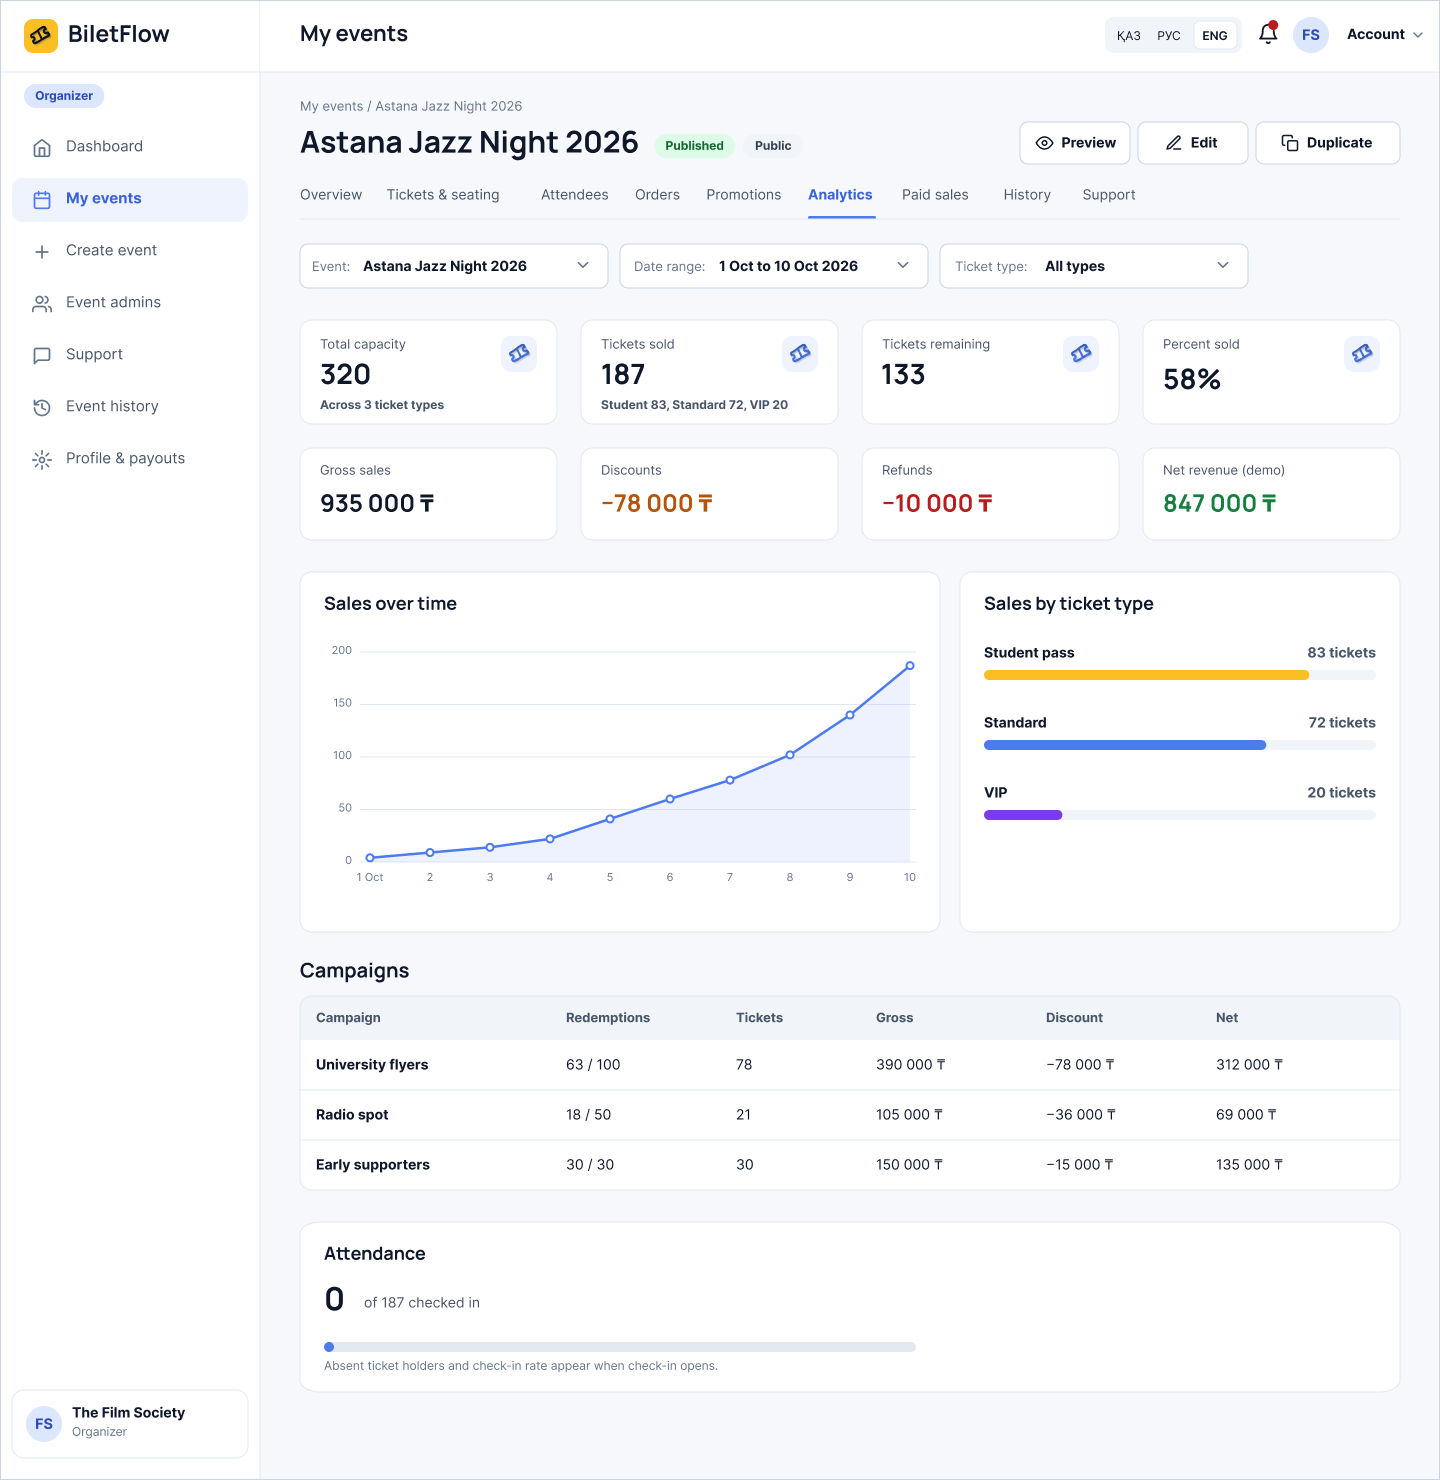 BiletFlow
My events
ҚАЗ РУС ENG
FS
Account
Organizer
Dashboard
My events
Create event
Event admins
Support
Event history
Profile & payouts
My events / Astana Jazz Night 2026
Astana Jazz Night 2026
Published
Public
Preview
Edit
Duplicate
Overview Tickets & seating Attendees Orders Promotions Analytics Paid sales History Support
Event: Astana Jazz Night 2026
Date range: 1 Oct to 10 Oct 2026
Ticket type: All types
Total capacity
320
Across 3 ticket types
Tickets sold
187
Student 83, Standard 72, VIP 20
Tickets remaining
133
Percent sold
58%
Gross sales
935 000 ₸
Discounts
−78 000 ₸
Refunds
−10 000 ₸
Net revenue (demo)
847 000 ₸
Sales over time
200
150
100
50
0
1 Oct 2 3 4 5 6 7 8 9 10
Sales by ticket type
Student pass 83 tickets
Standard 72 tickets
VIP 20 tickets
Campaigns
Campaign Redemptions Tickets Gross Discount Net
University flyers 63 / 100 78 390 000 ₸ −78 000 ₸ 312 000 ₸
Radio spot 18 / 50 21 105 000 ₸ −36 000 ₸ 69 000 ₸
Early supporters 30 / 30 30 150 000 ₸ −15 000 ₸ 135 000 ₸
Attendance
0 of 187 checked in
Absent ticket holders and check-in rate appear when check-in opens.
FS
The Film Society
Organizer